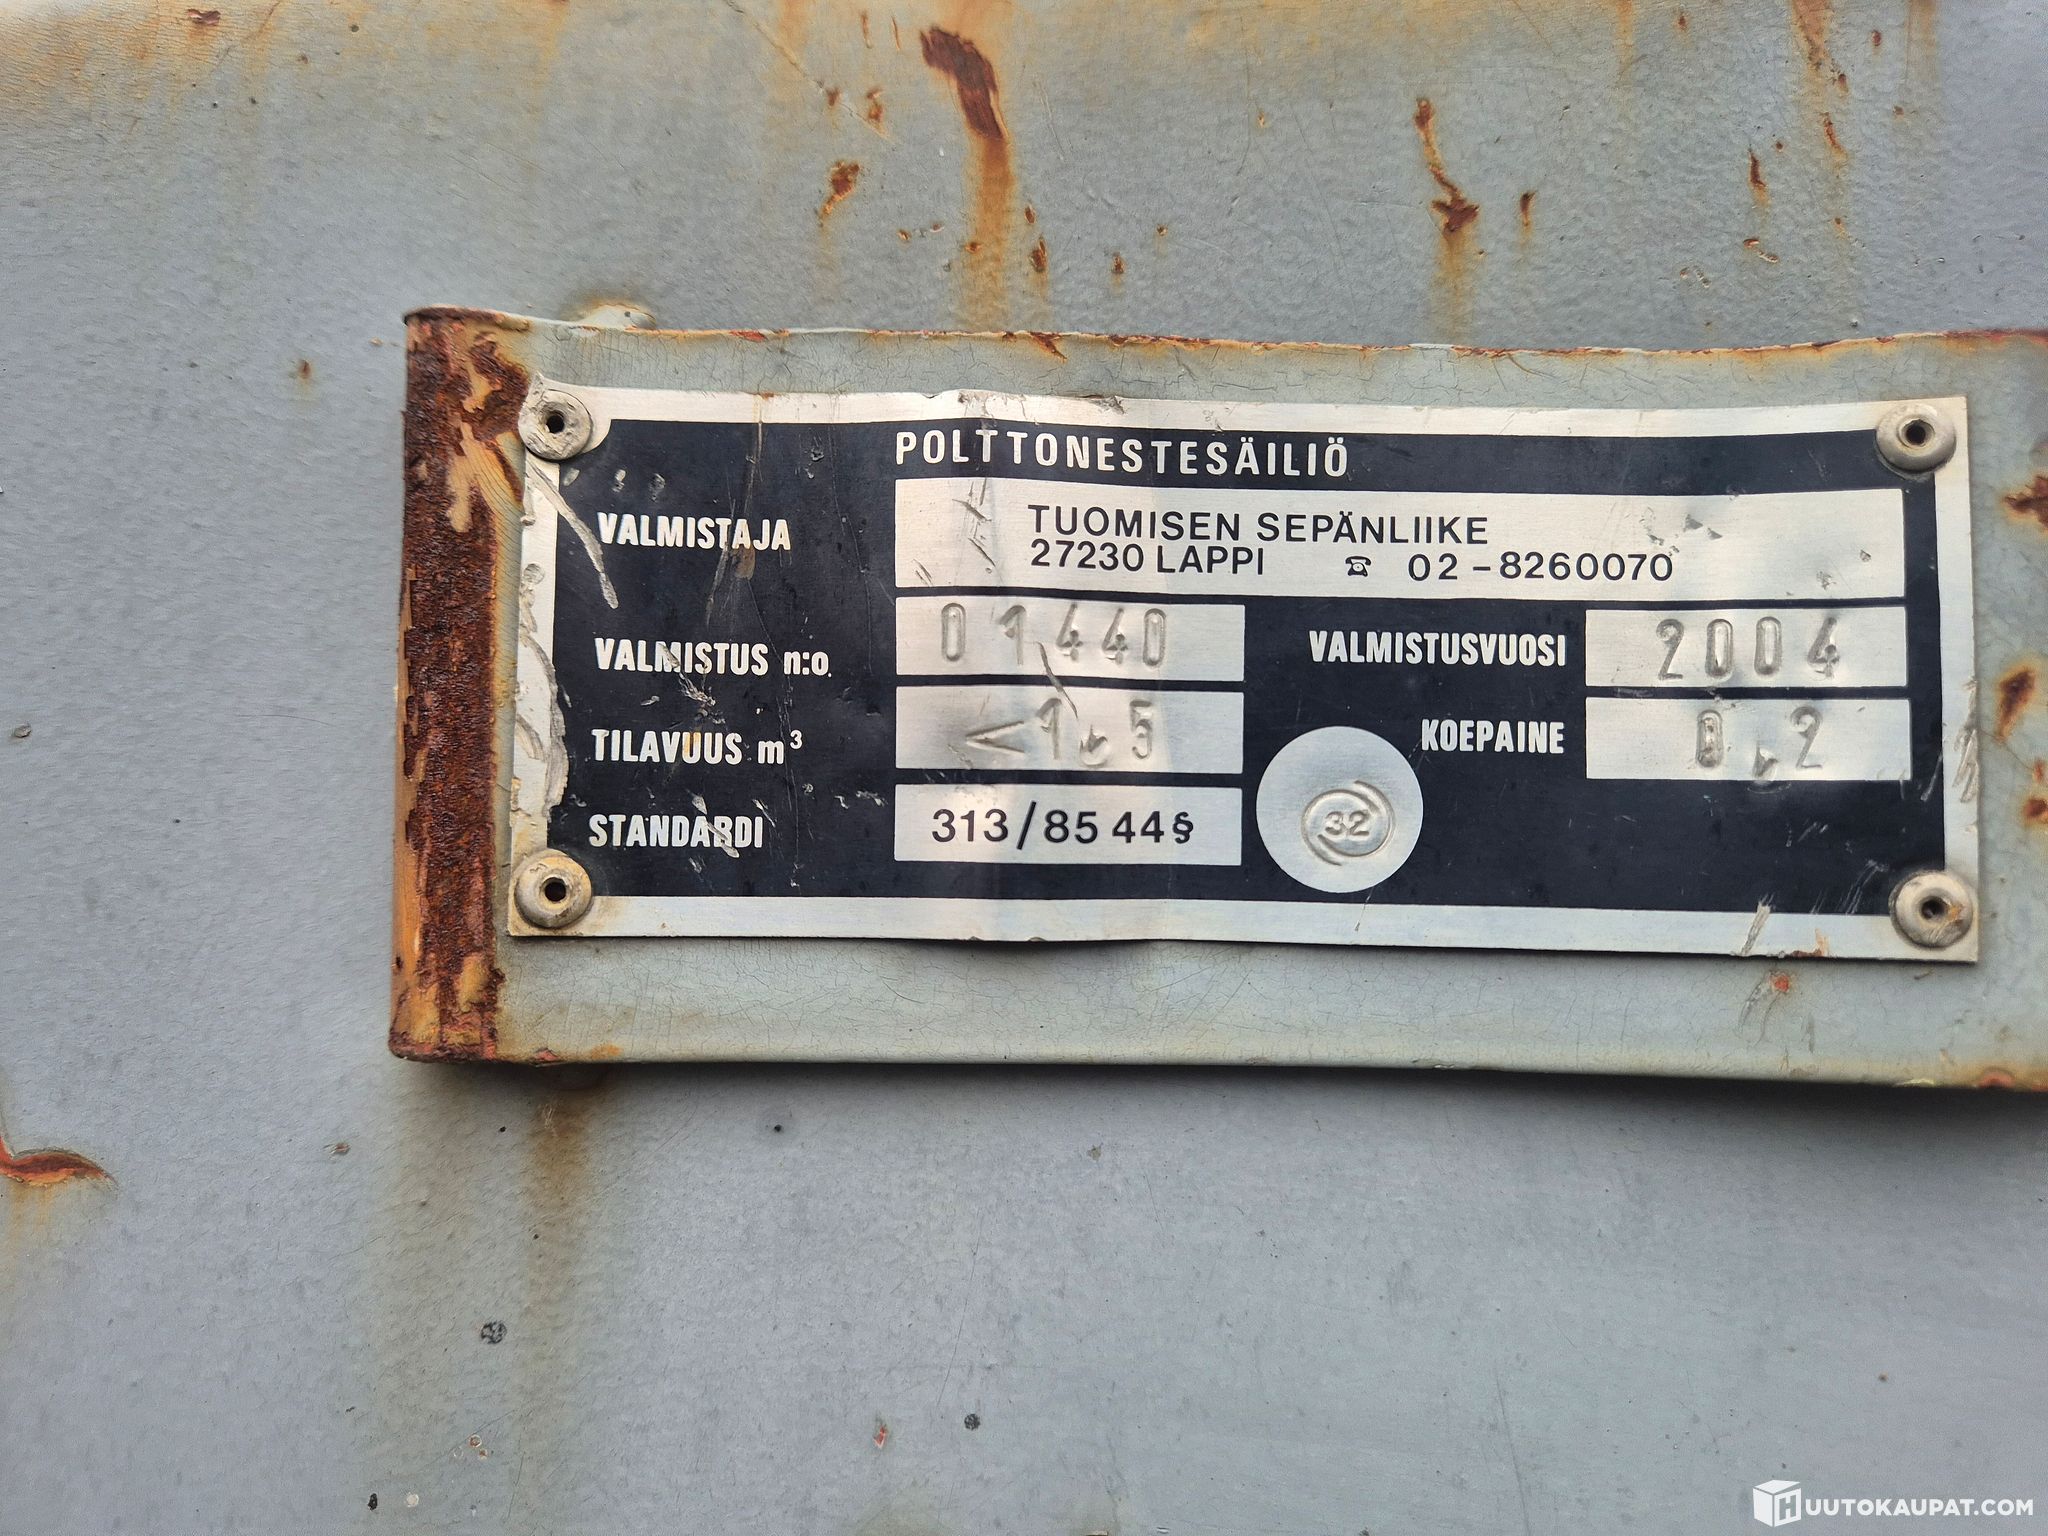 POLTTONESTESÄILIÖ
VALMISTAJA TUOMISEN SEPÄNLIIKE
27230 LAPPI ☎ 02-8260070
VALMISTUS n:o. 01440 VALMISTUSVUOSI 2004
TILAVUUS m³ <1,5 KOEPAINE 0,2
STANDARDI 313/85 44§ 32
HUUTOKAUPAT.COM